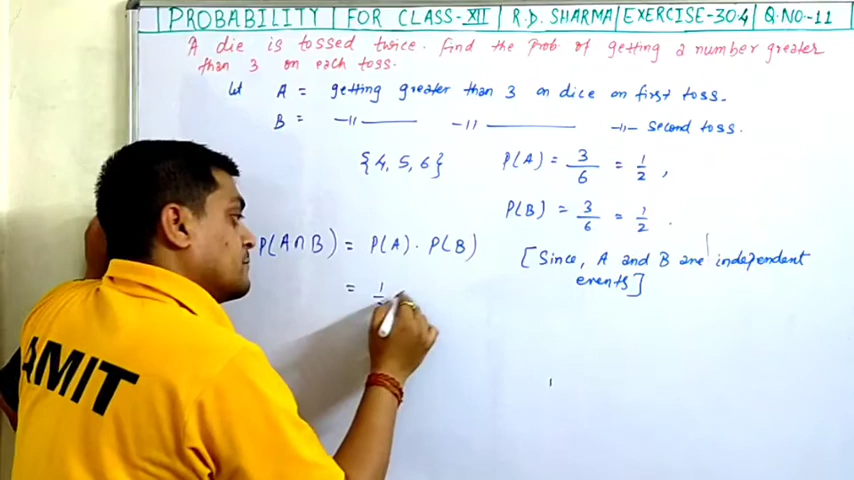 PROBABILITY | FOR CLASS-XII | R.D. SHARMA | EXERCISE-30.4 | Q.NO.-11
A die is tossed twice. find the Prob of getting a number greater
than 3 on each toss.
let A = getting greater than 3 on dice on first toss.
B = —11—— —11—— —11— second toss.
{4, 5, 6} P(A) = 3/6 = 1/2 ,
P(B) = 3/6 = 1/2 .
P(A∩B) = P(A) . P(B) [Since, A and B are independent
events]
= 1
AMIT